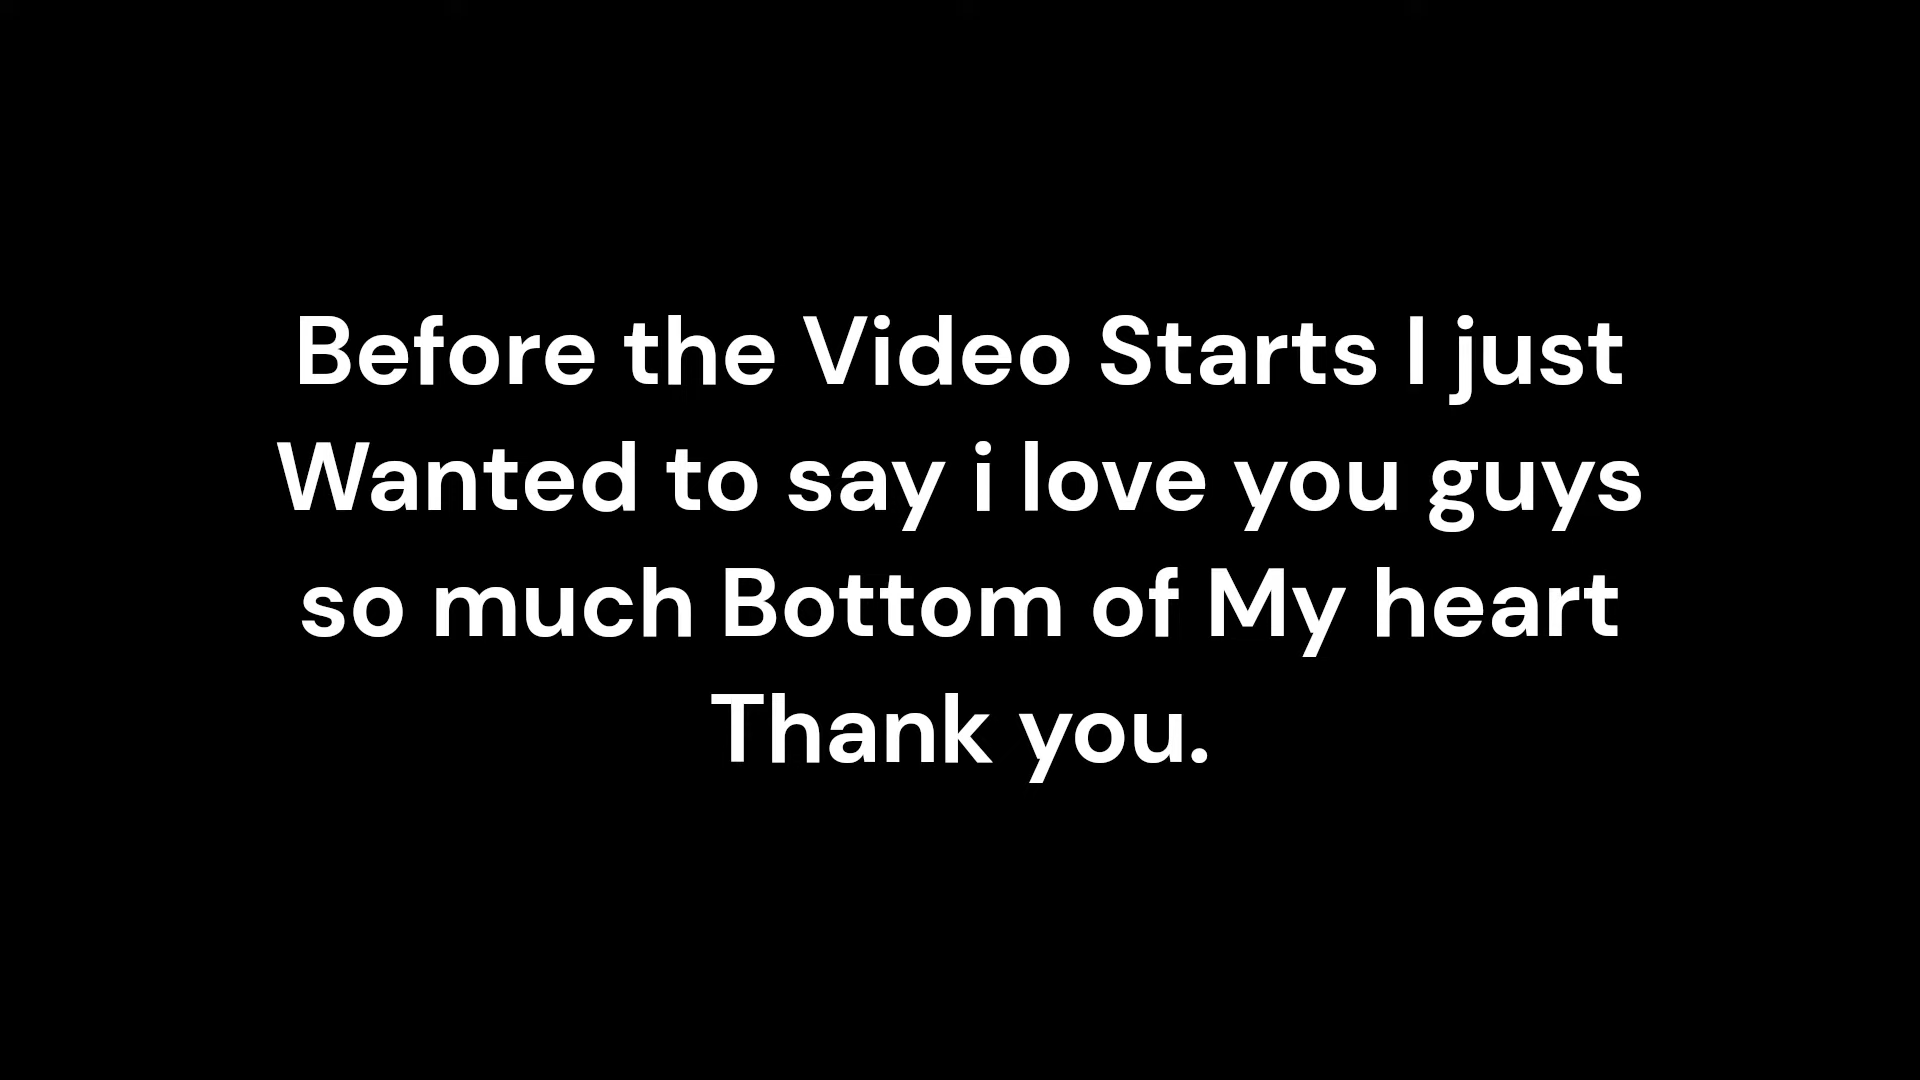 Before the Video Starts I just
Wanted to say i love you guys
so much Bottom of My heart
Thank you.